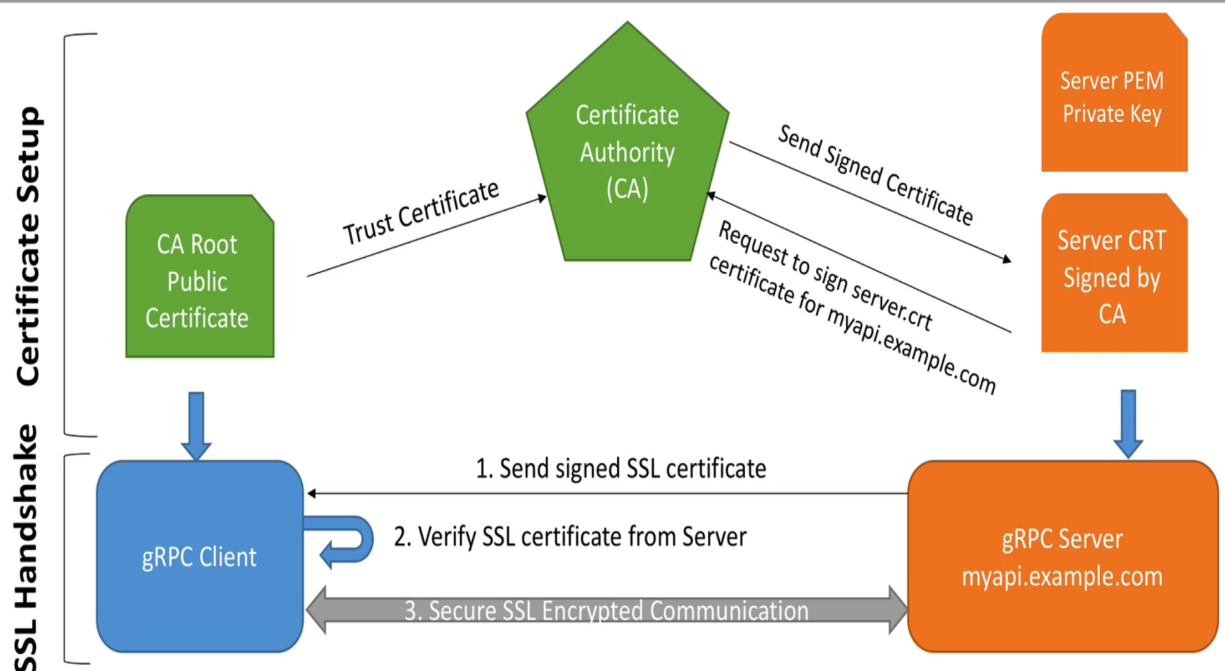 Certificate Setup
Server PEM
Private Key
Certificate
Authority
(CA)
Send Signed Certificate
Trust Certificate
CA Root
Public
Certificate
Request to sign server.crt
certificate for myapi.example.com
Server CRT
Signed by
CA
SSL Handshake
1. Send signed SSL certificate
2. Verify SSL certificate from Server
gRPC Client
gRPC Server
myapi.example.com
3. Secure SSL Encrypted Communication